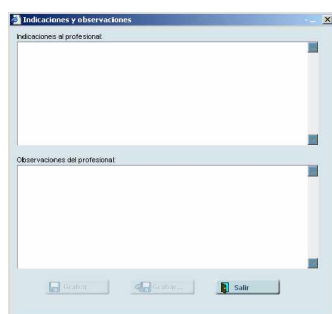 Indicaciones y observaciones
Indicaciones al profesional:
Observaciones del profesional:
Grabar
Grabar...
Salir